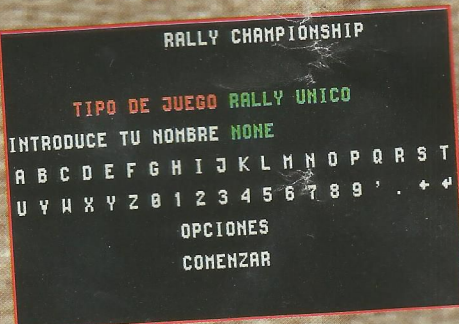 RALLY CHAMPIONSHIP
TIPO DE JUEGO RALLY UNICO
INTRODUCE TU NOMBRE NONE
A B C D E F G H I J K L M N O P Q R S T
U V W X Y Z 0 1 2 3 4 5 6 7 8 9 ' . ← ↵
OPCIONES
COMENZAR